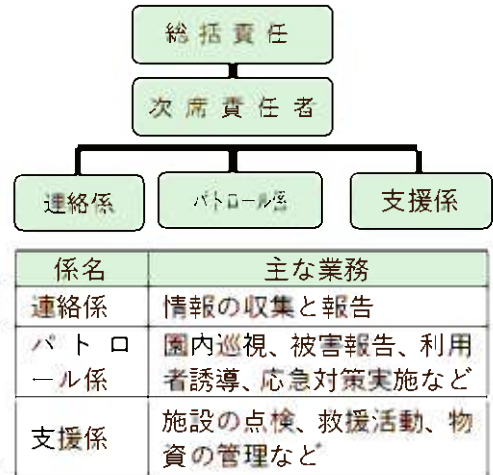 総括責任
次席責任者
連絡係
パトロール係
支援係
係名 主な業務
連絡係 情報の収集と報告
パトロ 園内巡視、被害報告、利用
ール係 者誘導、応急対策実施など
支援係 施設の点検、救援活動、物
資の管理など